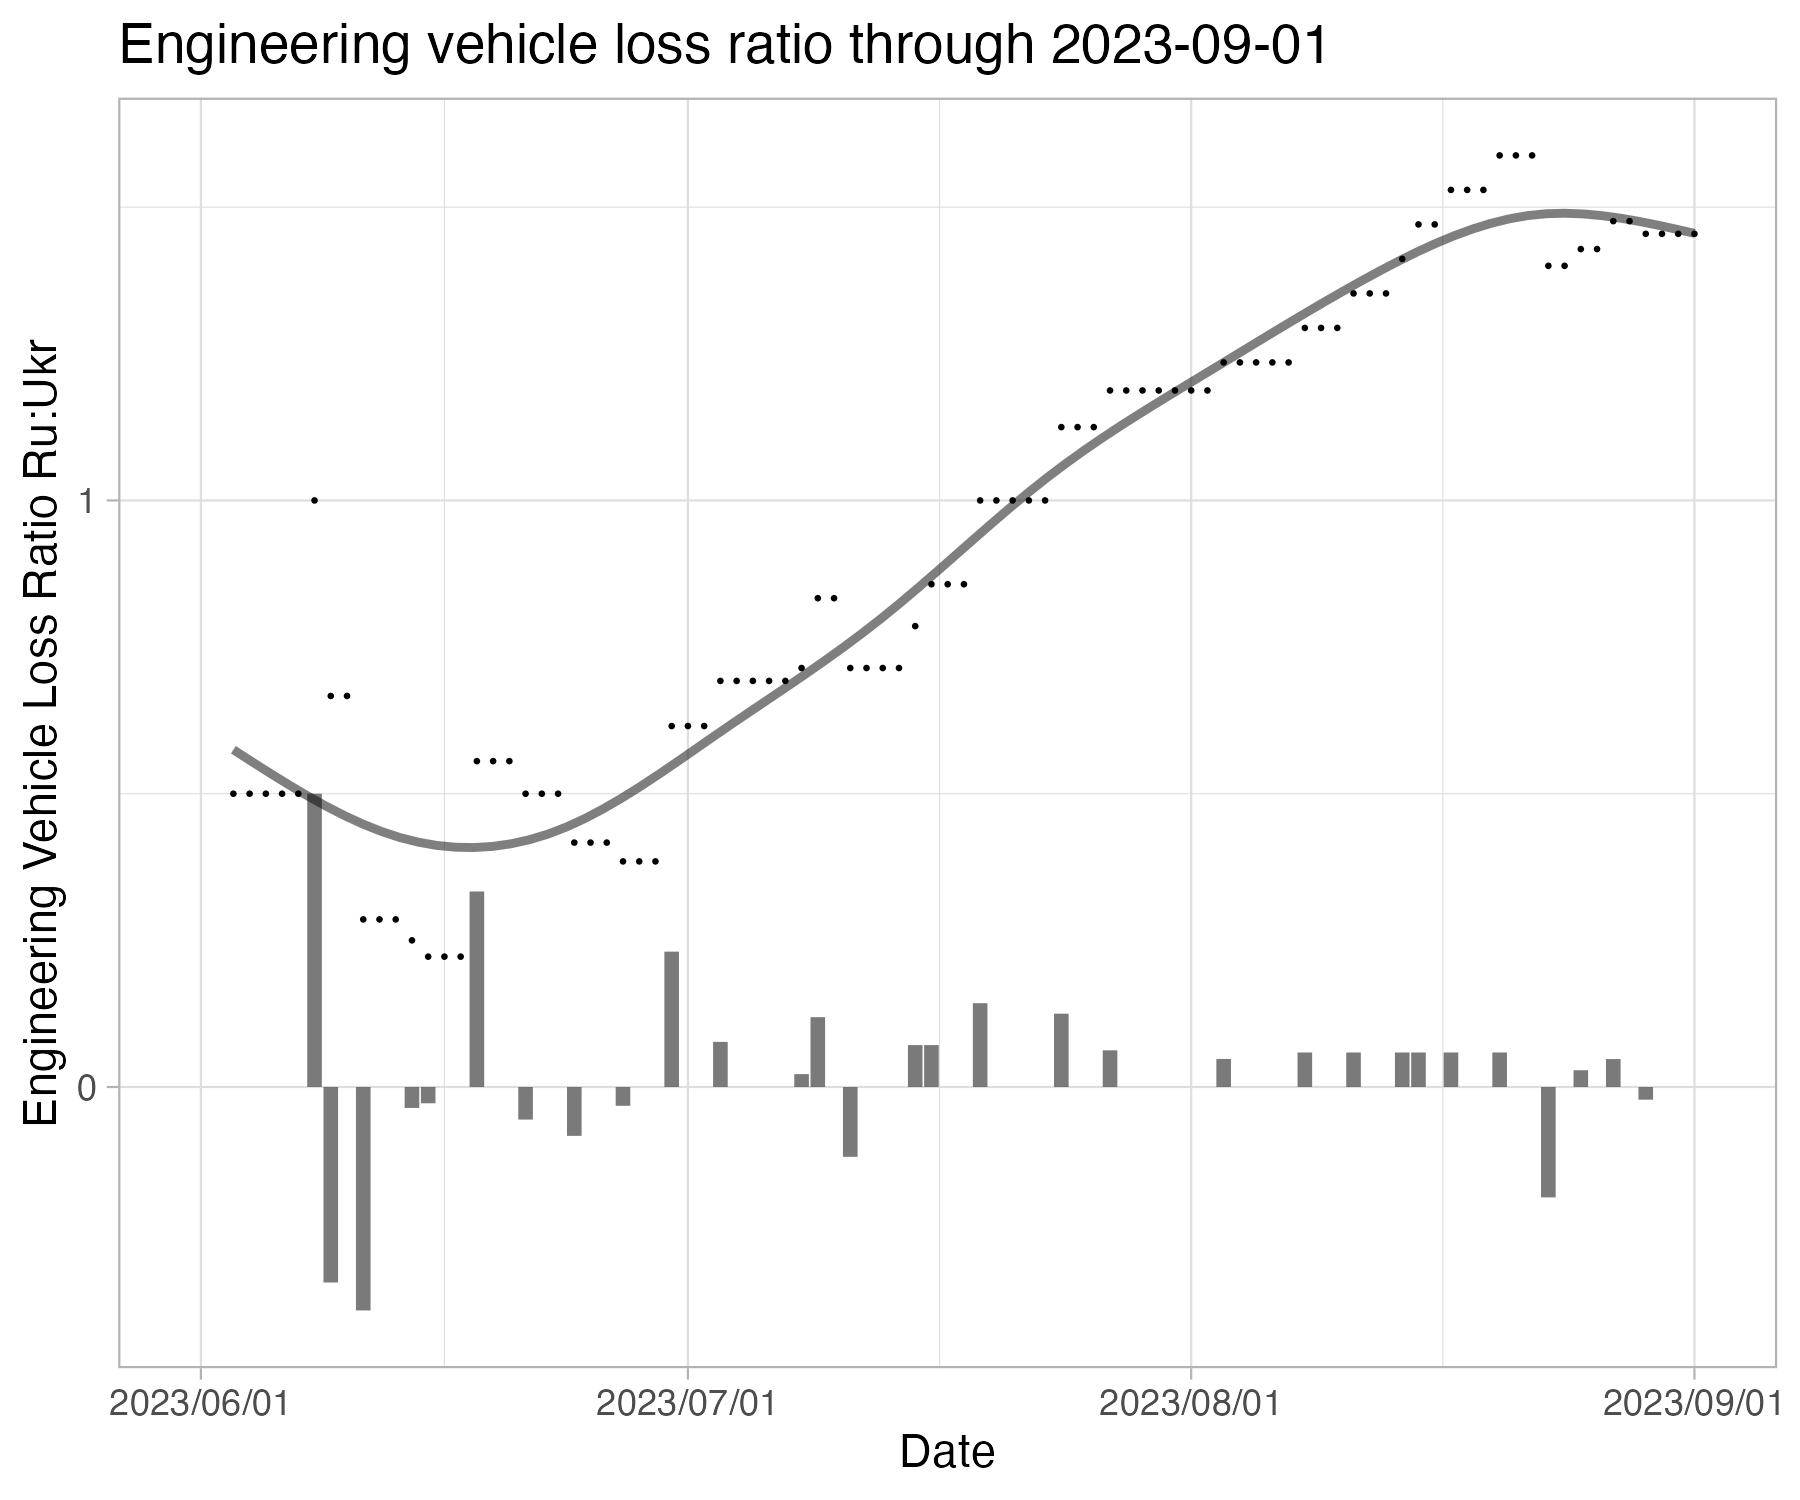 Engineering vehicle loss ratio through 2023-09-01
Engineering Vehicle Loss Ratio Ru:Ukr
1
0
2023/06/01
2023/07/01
2023/08/01
2023/09/01
Date